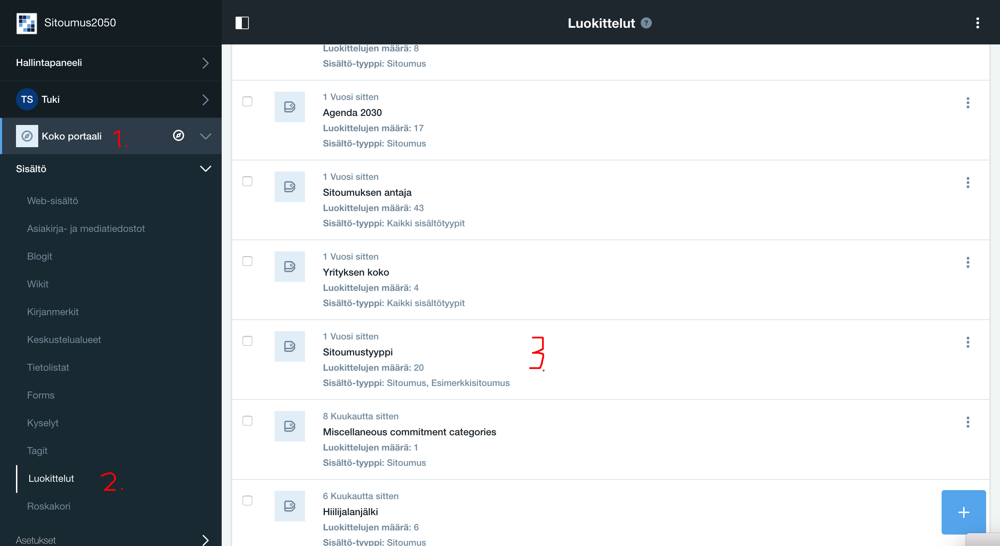 Sitoumus2050
Hallintapaneeli
TS Tuki
Koko portaali 1.
Sisältö
Web-sisältö
Asiakirja- ja mediatiedostot
Blogit
Wikit
Kirjanmerkit
Keskustelualueet
Tietolistat
Forms
Kyselyt
Tagit
Luokittelut 2.
Roskakori
Asetukset
Luokittelut ?
Luokittelujen määrä: 8
Sisältö-tyyppi: Sitoumus
1 Vuosi sitten
Agenda 2030
Luokittelujen määrä: 17
Sisältö-tyyppi: Sitoumus
1 Vuosi sitten
Sitoumuksen antaja
Luokittelujen määrä: 43
Sisältö-tyyppi: Kaikki sisältötyypit
1 Vuosi sitten
Yrityksen koko
Luokittelujen määrä: 4
Sisältö-tyyppi: Kaikki sisältötyypit
1 Vuosi sitten
Sitoumustyyppi 3.
Luokittelujen määrä: 20
Sisältö-tyyppi: Sitoumus, Esimerkkisitoumus
8 Kuukautta sitten
Miscellaneous commitment categories
Luokittelujen määrä: 1
Sisältö-tyyppi: Sitoumus
6 Kuukautta sitten
Hiilijalanjälki
Luokittelujen määrä: 6
Sisältö-tyyppi: Sitoumus